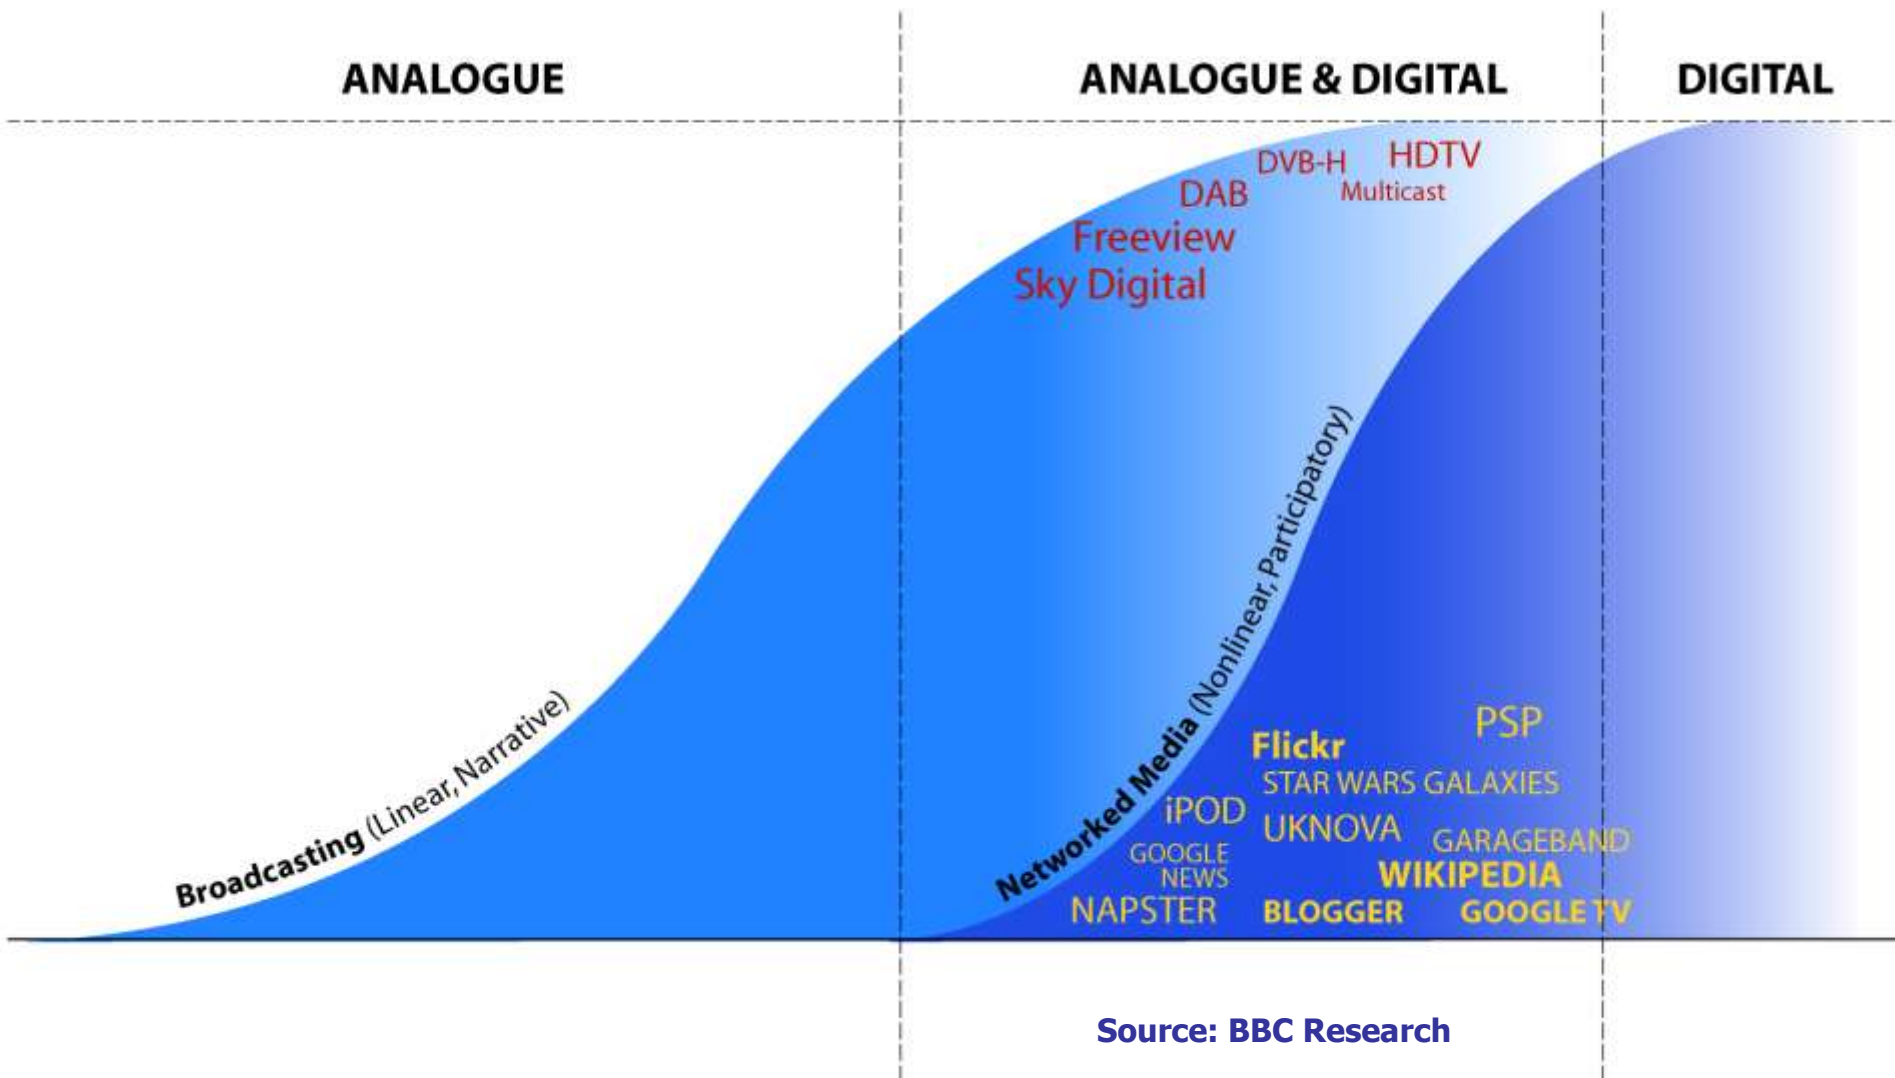 ANALOGUE
ANALOGUE & DIGITAL
DIGITAL
DVB-H
HDTV
DAB
Multicast
Freeview
Sky Digital
Broadcasting (Linear, Narrative)
Networked Media (Nonlinear, Participatory)
PSP
Flickr
STAR WARS GALAXIES
iPOD
UKNOVA
GARAGEBAND
GOOGLE
NEWS
WIKIPEDIA
NAPSTER
BLOGGER
GOOGLE TV
Source: BBC Research